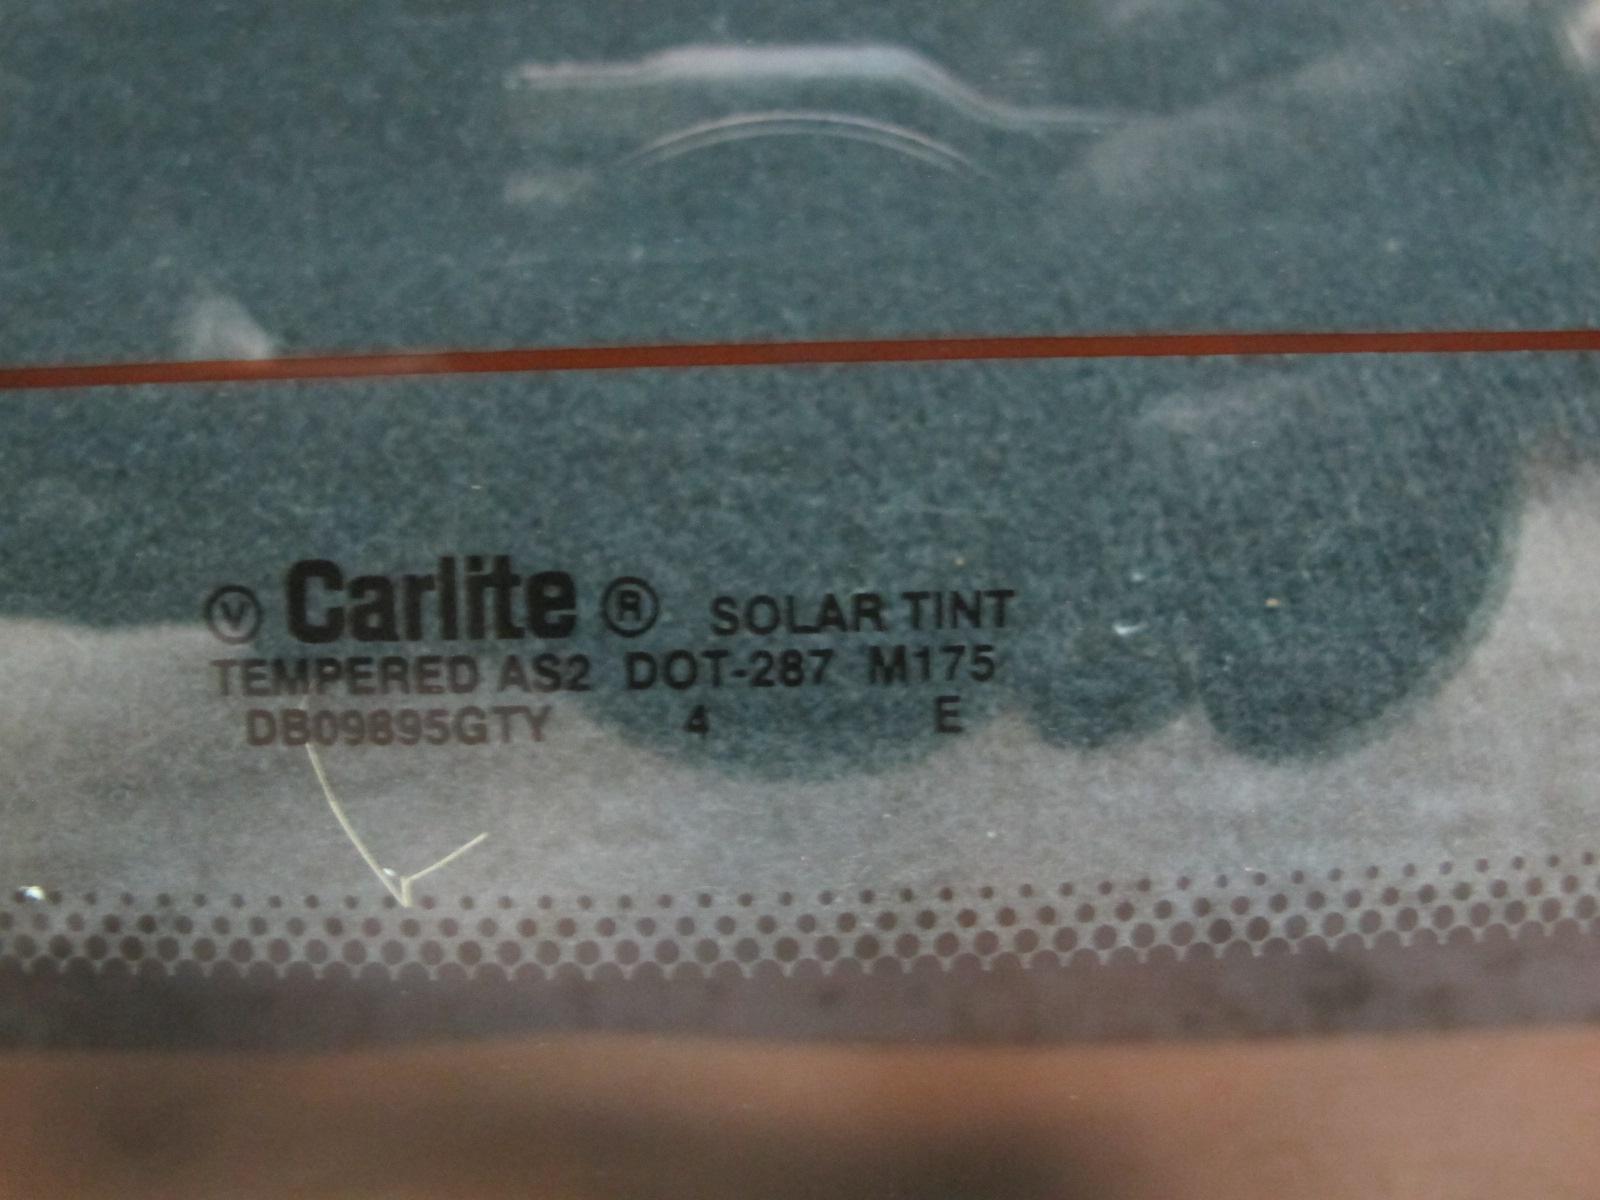 Ⓥ Carlite ® SOLAR TINT
TEMPERED AS2 DOT-287 M175
DB09895GTY 4 E